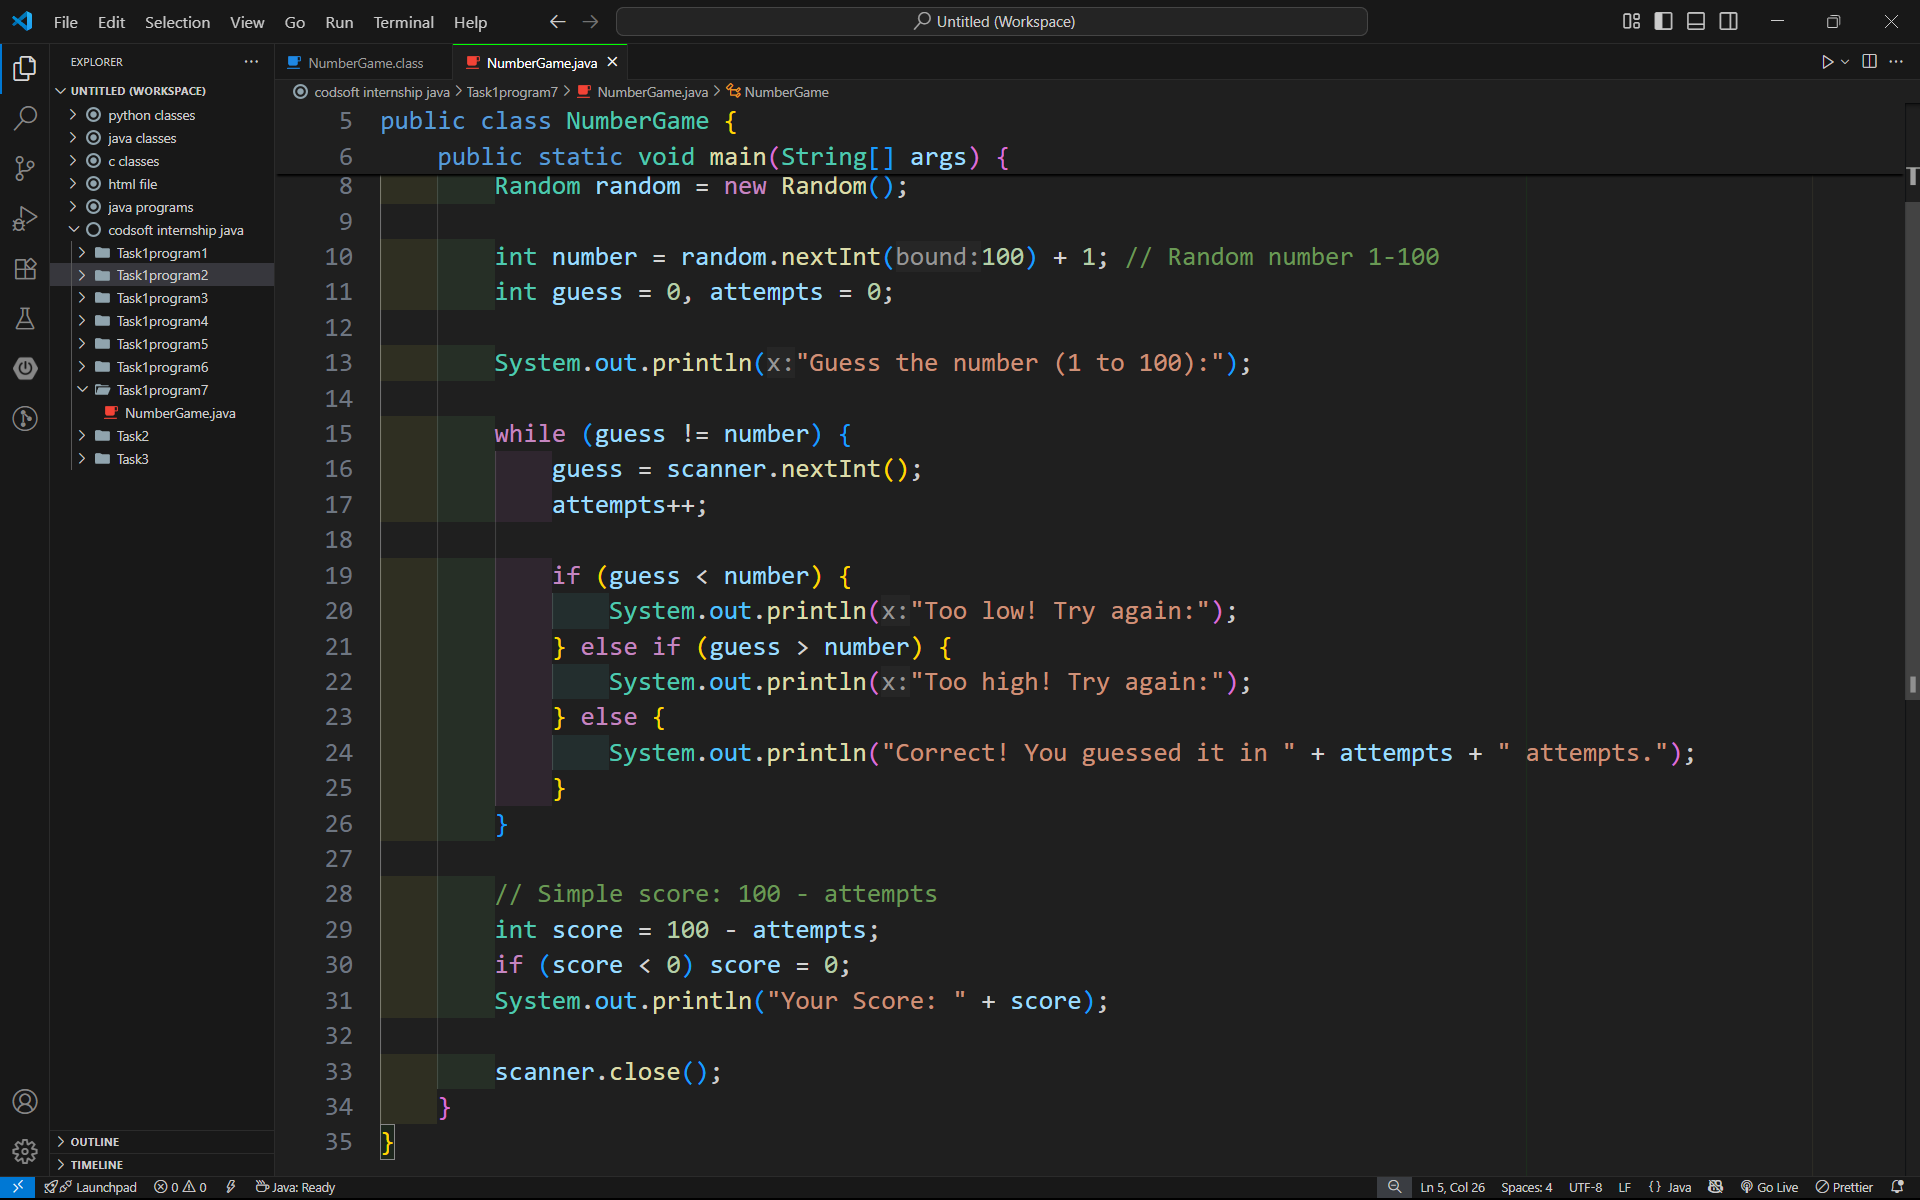 File Edit Selection View Go Run Terminal Help
Untitled (Workspace)
EXPLORER
UNTITLED (WORKSPACE)
python classes
java classes
c classes
html file
java programs
codsoft internship java
Task1program1
Task1program2
Task1program3
Task1program4
Task1program5
Task1program6
Task1program7
NumberGame.java
Task2
Task3
OUTLINE
TIMELINE
NumberGame.class NumberGame.java
codsoft internship java > Task1program7 > NumberGame.java > NumberGame
5 public class NumberGame {
6 public static void main(String[] args) {
8 Random random = new Random();
9
10 int number = random.nextInt(bound:100) + 1; // Random number 1-100
11 int guess = 0, attempts = 0;
12
13 System.out.println(x:"Guess the number (1 to 100):");
14
15 while (guess != number) {
16 guess = scanner.nextInt();
17 attempts++;
18
19 if (guess < number) {
20 System.out.println(x:"Too low! Try again:");
21 } else if (guess > number) {
22 System.out.println(x:"Too high! Try again:");
23 } else {
24 System.out.println("Correct! You guessed it in " + attempts + " attempts.");
25 }
26 }
27
28 // Simple score: 100 - attempts
29 int score = 100 - attempts;
30 if (score < 0) score = 0;
31 System.out.println("Your Score: " + score);
32
33 scanner.close();
34 }
35 }
Launchpad 0 0 Java: Ready Ln 5, Col 26 Spaces: 4 UTF-8 LF {} Java Go Live Prettier